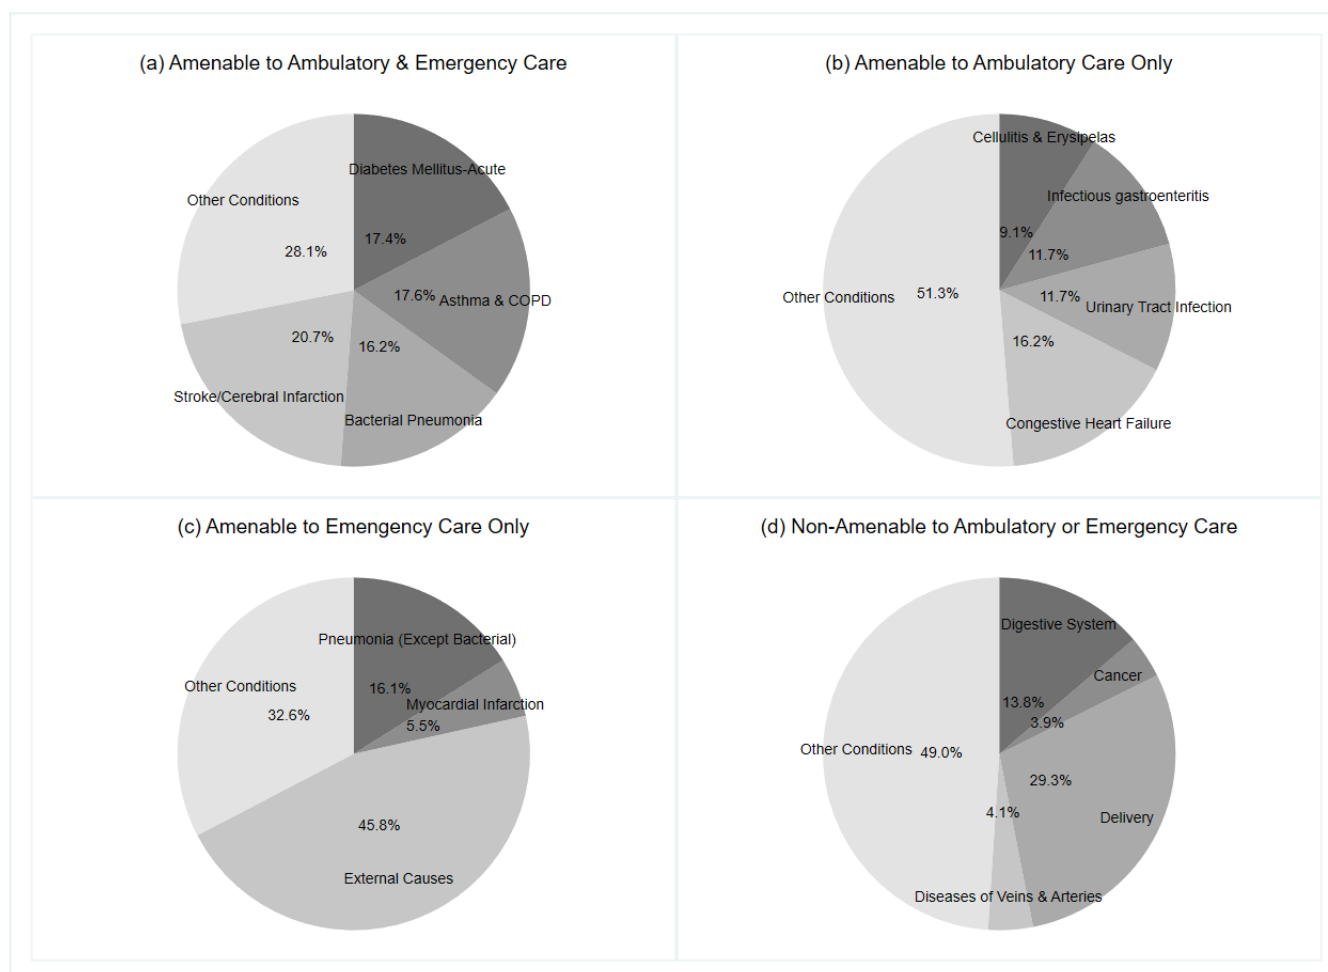 (a) Amenable to Ambulatory & Emergency Care
Diabetes Mellitus-Acute
17.4%
Asthma & COPD
17.6%
Bacterial Pneumonia
16.2%
Stroke/Cerebral Infarction
20.7%
Other Conditions
28.1%
(b) Amenable to Ambulatory Care Only
Cellulitis & Erysipelas
9.1%
Infectious gastroenteritis
11.7%
Urinary Tract Infection
11.7%
Congestive Heart Failure
16.2%
Other Conditions
51.3%
(c) Amenable to Emengency Care Only
Pneumonia (Except Bacterial)
16.1%
Myocardial Infarction
5.5%
External Causes
45.8%
Other Conditions
32.6%
(d) Non-Amenable to Ambulatory or Emergency Care
Digestive System
13.8%
Cancer
3.9%
Delivery
29.3%
Diseases of Veins & Arteries
4.1%
Other Conditions
49.0%